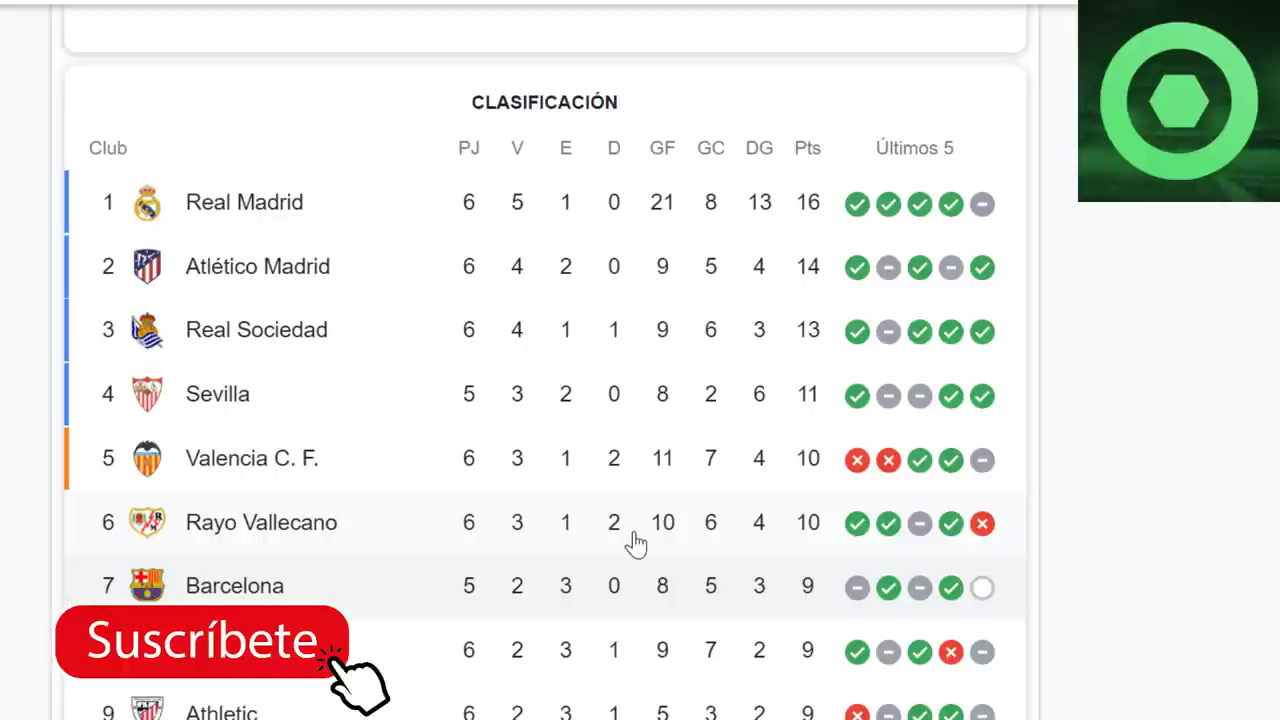 CLASIFICACIÓN
Club PJ V E D GF GC DG Pts Últimos 5
1 Real Madrid 6 5 1 0 21 8 13 16
2 Atlético Madrid 6 4 2 0 9 5 4 14
3 Real Sociedad 6 4 1 1 9 6 3 13
4 Sevilla 5 3 2 0 8 2 6 11
5 Valencia C. F. 6 3 1 2 11 7 4 10
6 Rayo Vallecano 6 3 1 2 10 6 4 10
7 Barcelona 5 2 3 0 8 5 3 9
Suscríbete 6 2 3 1 9 7 2 9
9 Athletic 6 2 3 1 5 3 2 9